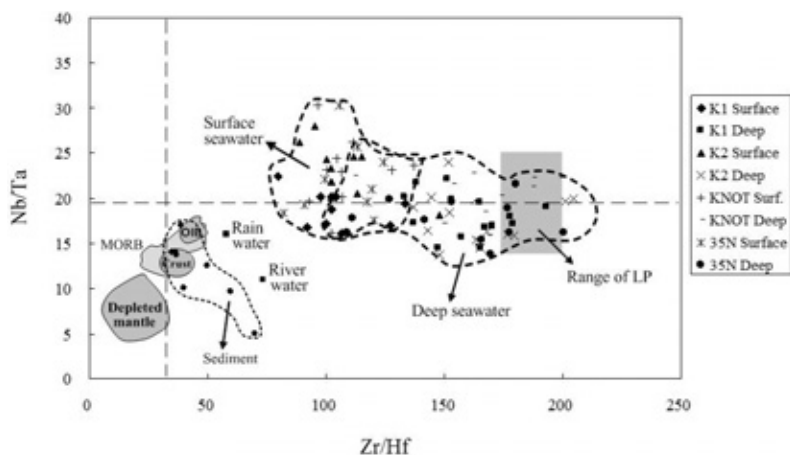 40
35
30
25
20
15
10
5
0
Nb/Ta
0 50 100 150 200 250
Zr/Hf
Surface
seawater
MORB
OIB
Rain
water
Crust
River
water
Depleted
mantle
Sediment
Deep seawater
Range of LP
K1 Surface
K1 Deep
K2 Surface
K2 Deep
KNOT Surf.
KNOT Deep
35N Surface
35N Deep